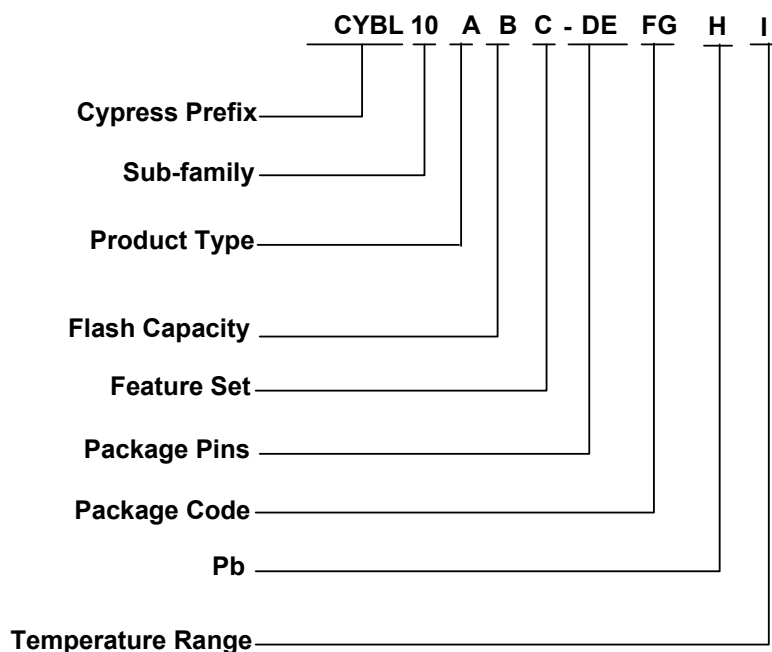 CYBL 10 A B C - DE FG H I
Cypress Prefix
Sub-family
Product Type
Flash Capacity
Feature Set
Package Pins
Package Code
Pb
Temperature Range